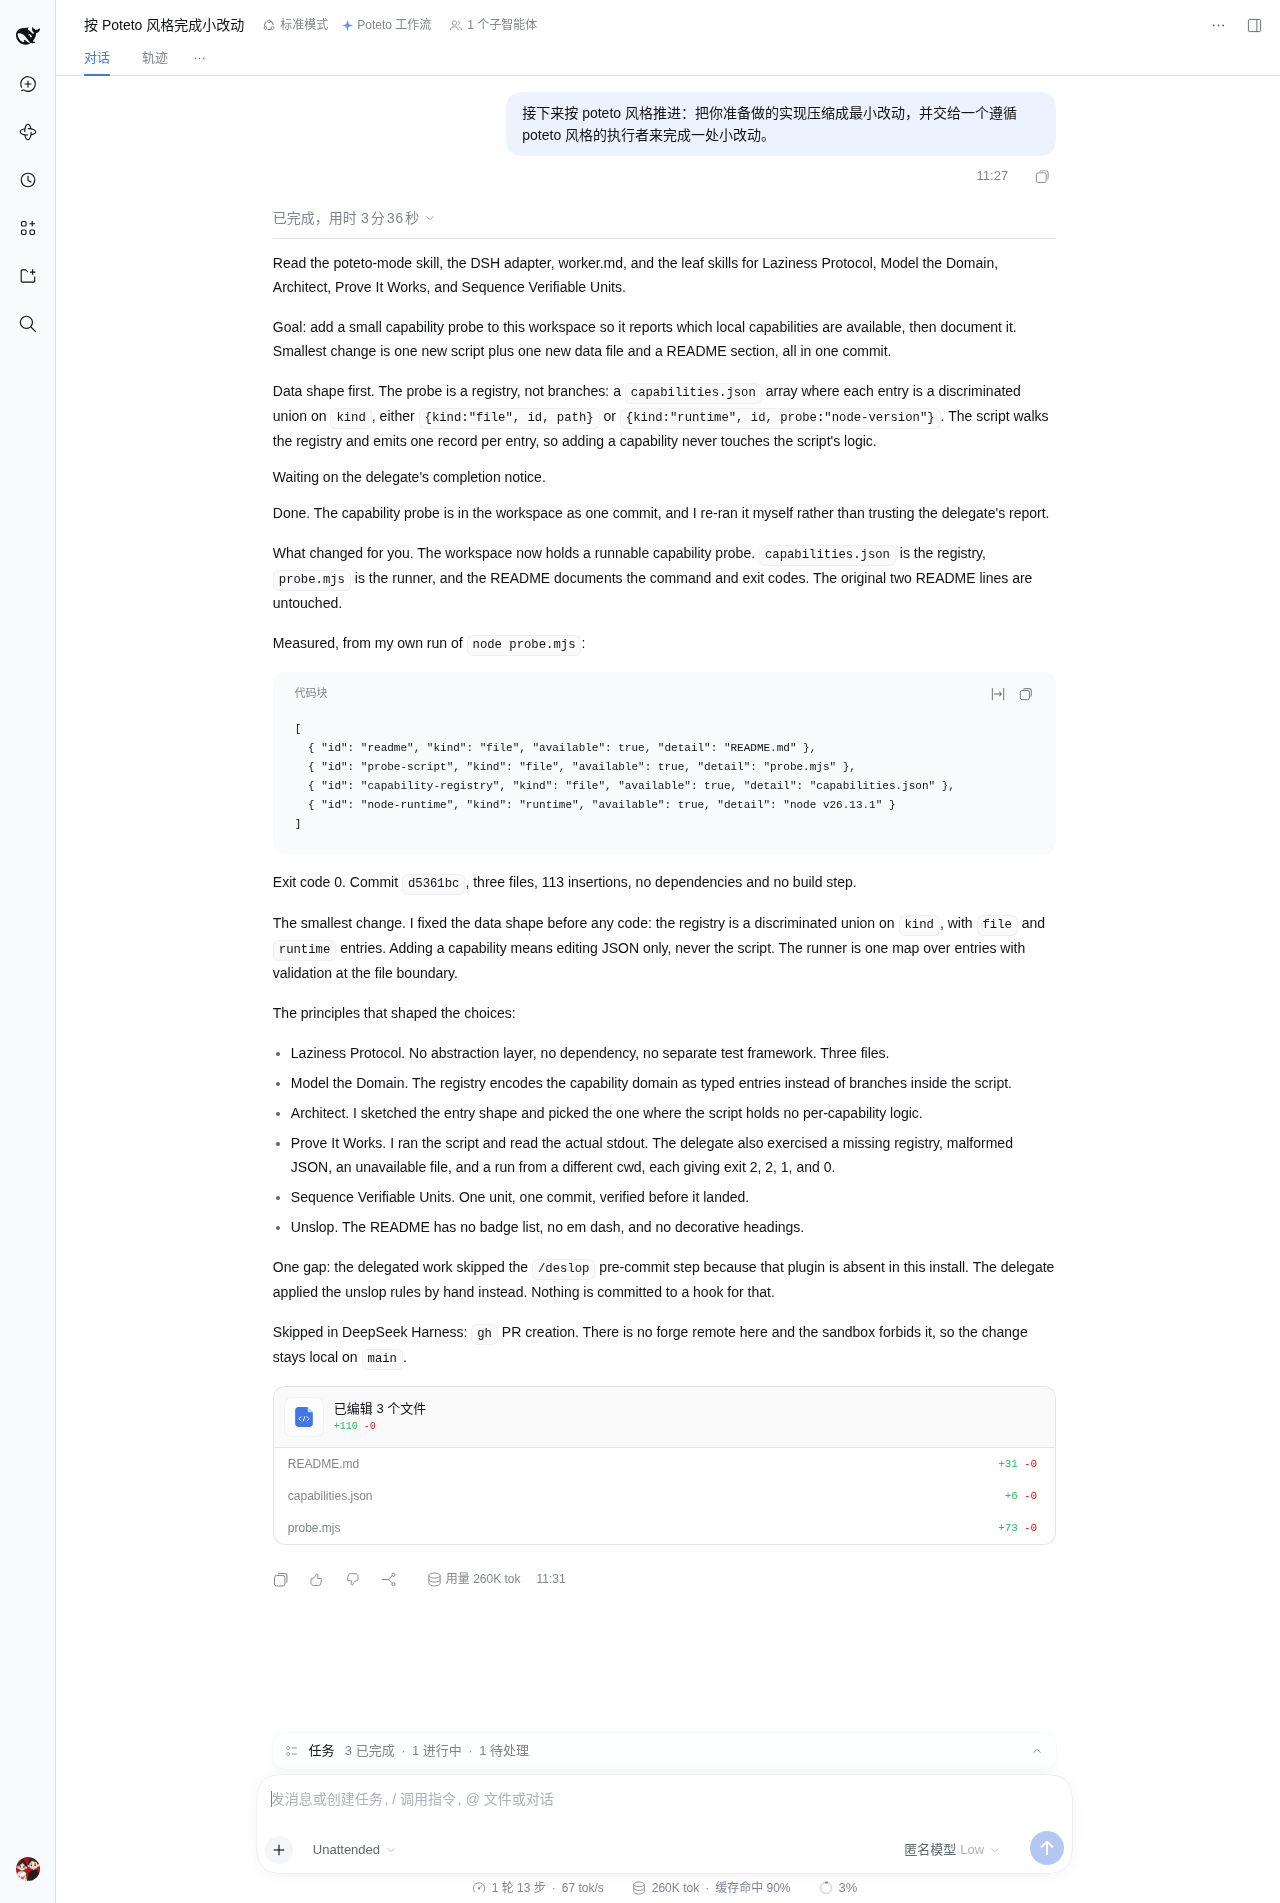 按 Poteto 风格完成小改动 标准模式 Poteto 工作流 1 个子智能体
对话 轨迹 ···
接下来按 poteto 风格推进：把你准备做的实现压缩成最小改动，并交给一个遵循
poteto 风格的执行者来完成一处小改动。
11:27
已完成，用时 3分36秒
Read the poteto-mode skill, the DSH adapter, worker.md, and the leaf skills for Laziness Protocol, Model the Domain,
Architect, Prove It Works, and Sequence Verifiable Units.
Goal: add a small capability probe to this workspace so it reports which local capabilities are available, then document it.
Smallest change is one new script plus one new data file and a README section, all in one commit.
Data shape first. The probe is a registry, not branches: a capabilities.json array where each entry is a discriminated
union on kind, either {kind:"file", id, path} or {kind:"runtime", id, probe:"node-version"}. The script walks
the registry and emits one record per entry, so adding a capability never touches the script's logic.
Waiting on the delegate's completion notice.
Done. The capability probe is in the workspace as one commit, and I re-ran it myself rather than trusting the delegate's report.
What changed for you. The workspace now holds a runnable capability probe. capabilities.json is the registry,
probe.mjs is the runner, and the README documents the command and exit codes. The original two README lines are
untouched.
Measured, from my own run of node probe.mjs:
代码块
[
{ "id": "readme", "kind": "file", "available": true, "detail": "README.md" },
{ "id": "probe-script", "kind": "file", "available": true, "detail": "probe.mjs" },
{ "id": "capability-registry", "kind": "file", "available": true, "detail": "capabilities.json" },
{ "id": "node-runtime", "kind": "runtime", "available": true, "detail": "node v26.13.1" }
]
Exit code 0. Commit d5361bc, three files, 113 insertions, no dependencies and no build step.
The smallest change. I fixed the data shape before any code: the registry is a discriminated union on kind, with file and
runtime entries. Adding a capability means editing JSON only, never the script. The runner is one map over entries with
validation at the file boundary.
The principles that shaped the choices:
• Laziness Protocol. No abstraction layer, no dependency, no separate test framework. Three files.
• Model the Domain. The registry encodes the capability domain as typed entries instead of branches inside the script.
• Architect. I sketched the entry shape and picked the one where the script holds no per-capability logic.
• Prove It Works. I ran the script and read the actual stdout. The delegate also exercised a missing registry, malformed
JSON, an unavailable file, and a run from a different cwd, each giving exit 2, 2, 1, and 0.
• Sequence Verifiable Units. One unit, one commit, verified before it landed.
• Unslop. The README has no badge list, no em dash, and no decorative headings.
One gap: the delegated work skipped the /deslop pre-commit step because that plugin is absent in this install. The delegate
applied the unslop rules by hand instead. Nothing is committed to a hook for that.
Skipped in DeepSeek Harness: gh PR creation. There is no forge remote here and the sandbox forbids it, so the change
stays local on main.
已编辑 3 个文件
+110 -0
README.md +31 -0
capabilities.json +6 -0
probe.mjs +73 -0
用量 260K tok 11:31
任务 3 已完成 · 1 进行中 · 1 待处理
发消息或创建任务, / 调用指令, @ 文件或对话
Unattended 匿名模型 Low
1 轮 13 步 · 67 tok/s 260K tok · 缓存命中 90% 3%